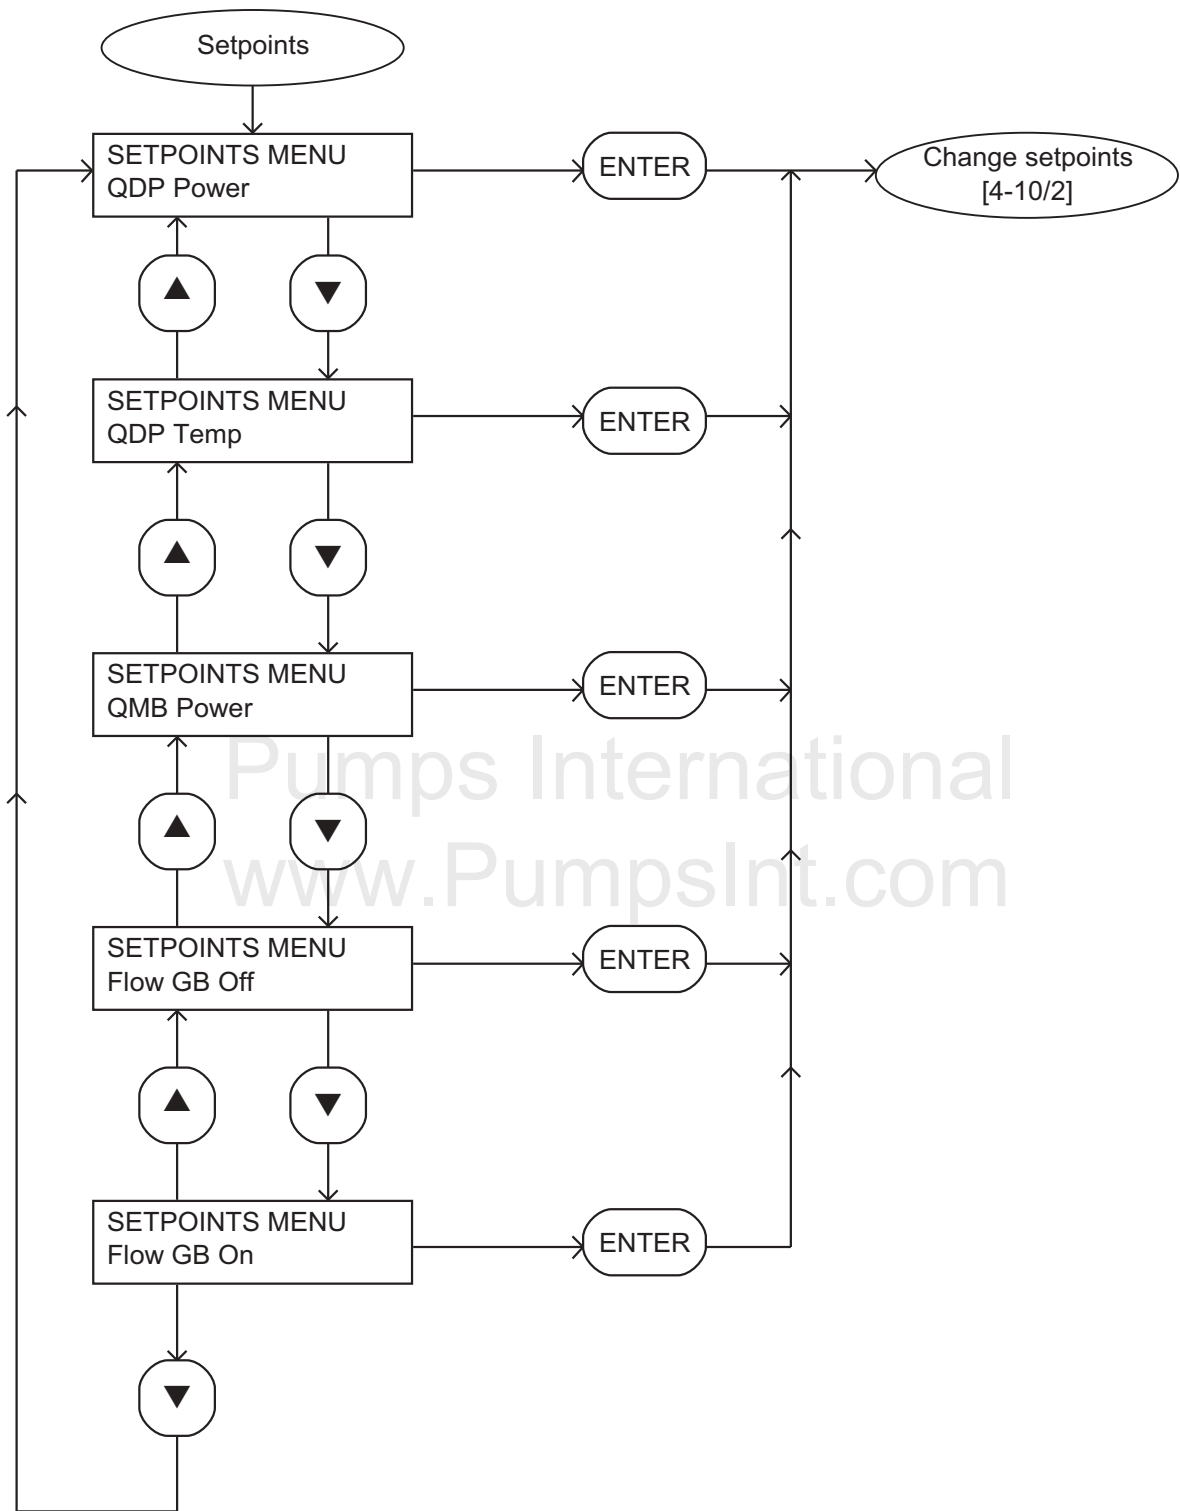 Setpoints
SETPOINTS MENU
QDP Power
ENTER
Change setpoints
[4-10/2]
SETPOINTS MENU
QDP Temp
ENTER
SETPOINTS MENU
QMB Power
ENTER
Pumps International
www.PumpsInt.com
SETPOINTS MENU
Flow GB Off
ENTER
SETPOINTS MENU
Flow GB On
ENTER